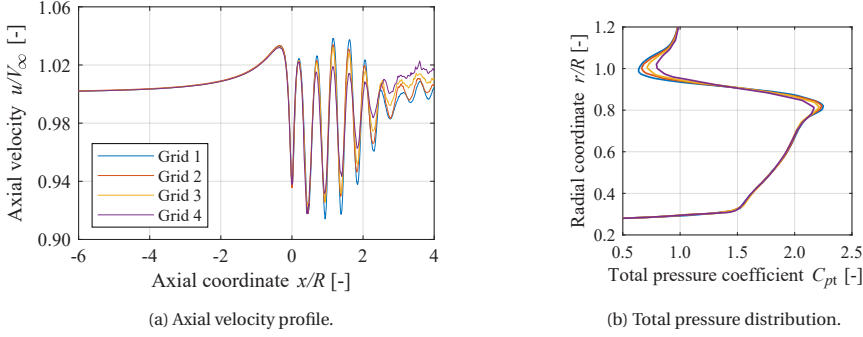 1.06
1.02
0.98
0.94
0.90
Axial velocity u/V∞ [-]
Grid 1
Grid 2
Grid 3
Grid 4
-6 -4 -2 0 2 4
Axial coordinate x/R [-]
(a) Axial velocity profile.
1.2
1.0
0.8
0.6
0.4
0.2
Radial coordinate r/R [-]
0.5 1.0 1.5 2.0 2.5
Total pressure coefficient Cpt [-]
(b) Total pressure distribution.